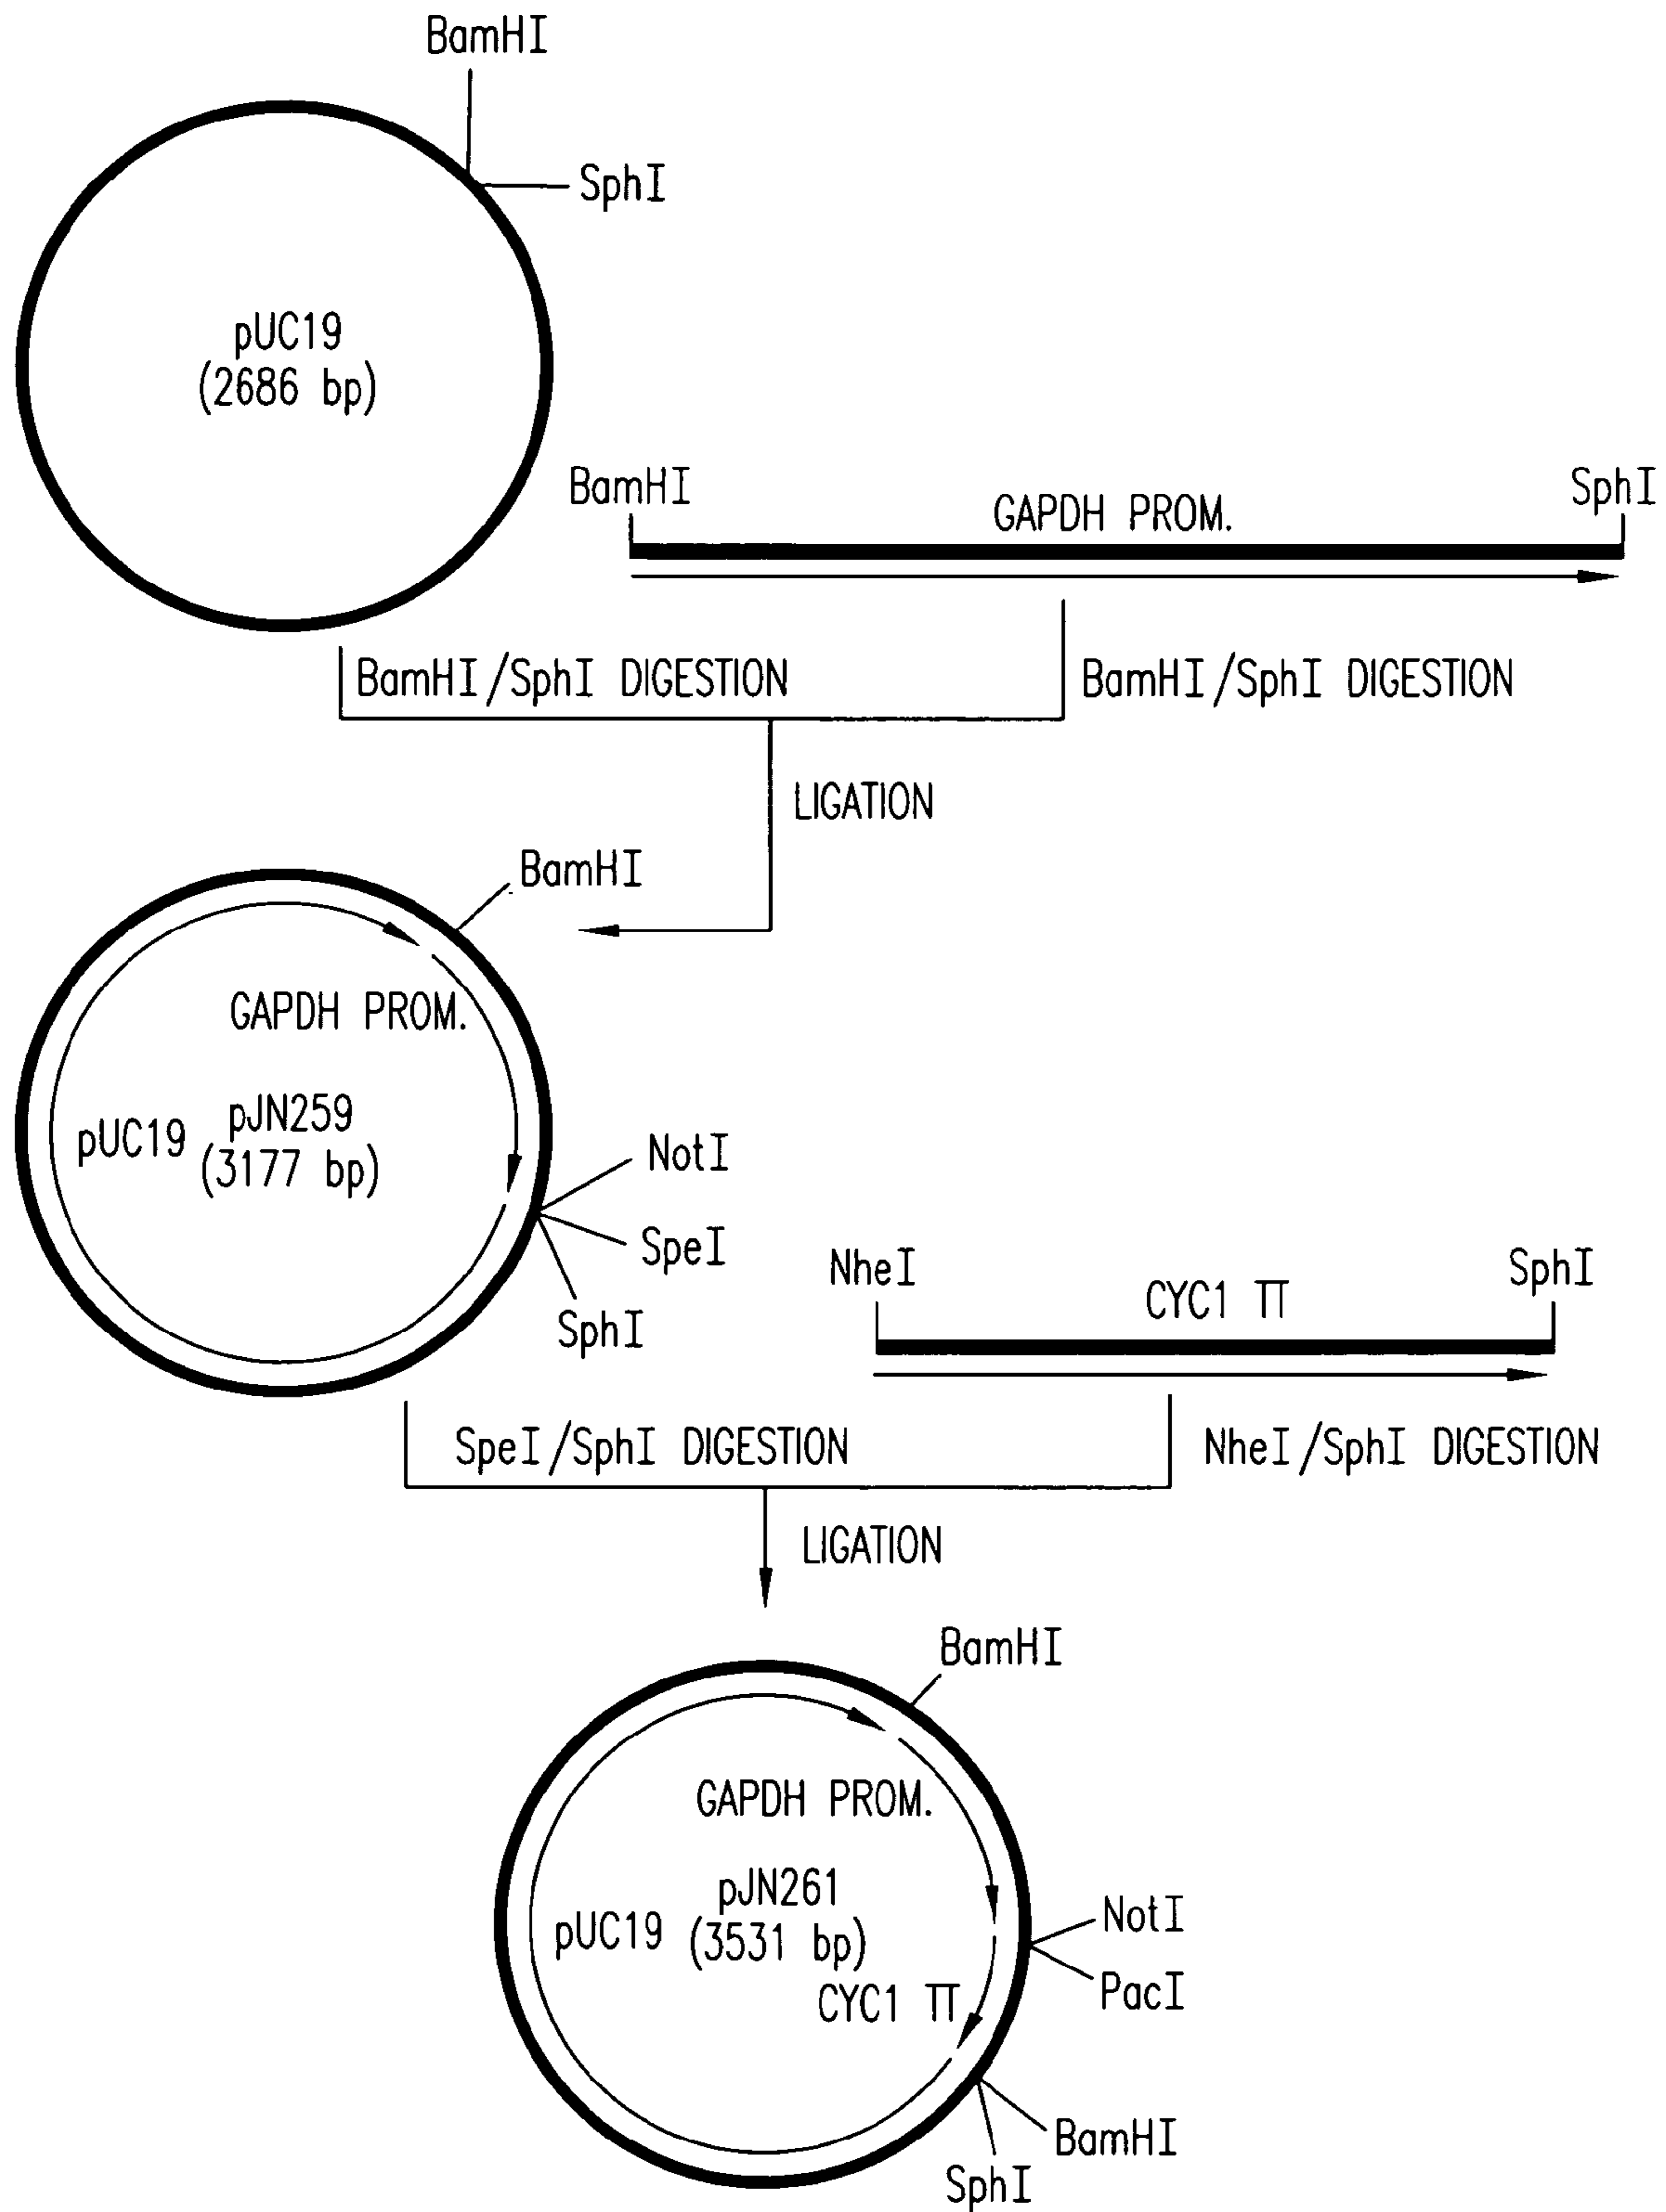 BamHI
SphI
pUC19
(2686 bp)
BamHI
GAPDH PROM.
SphI
BamHI/SphI DIGESTION
BamHI/SphI DIGESTION
LIGATION
BamHI
GAPDH PROM.
pUC19
pJN259
(3177 bp)
NotI
SpeI
SphI
NheI
CYC1 TT
SphI
SpeI/SphI DIGESTION
NheI/SphI DIGESTION
LIGATION
BamHI
GAPDH PROM.
pUC19
pJN261
(3531 bp)
CYC1 TT
NotI
PacI
BamHI
SphI